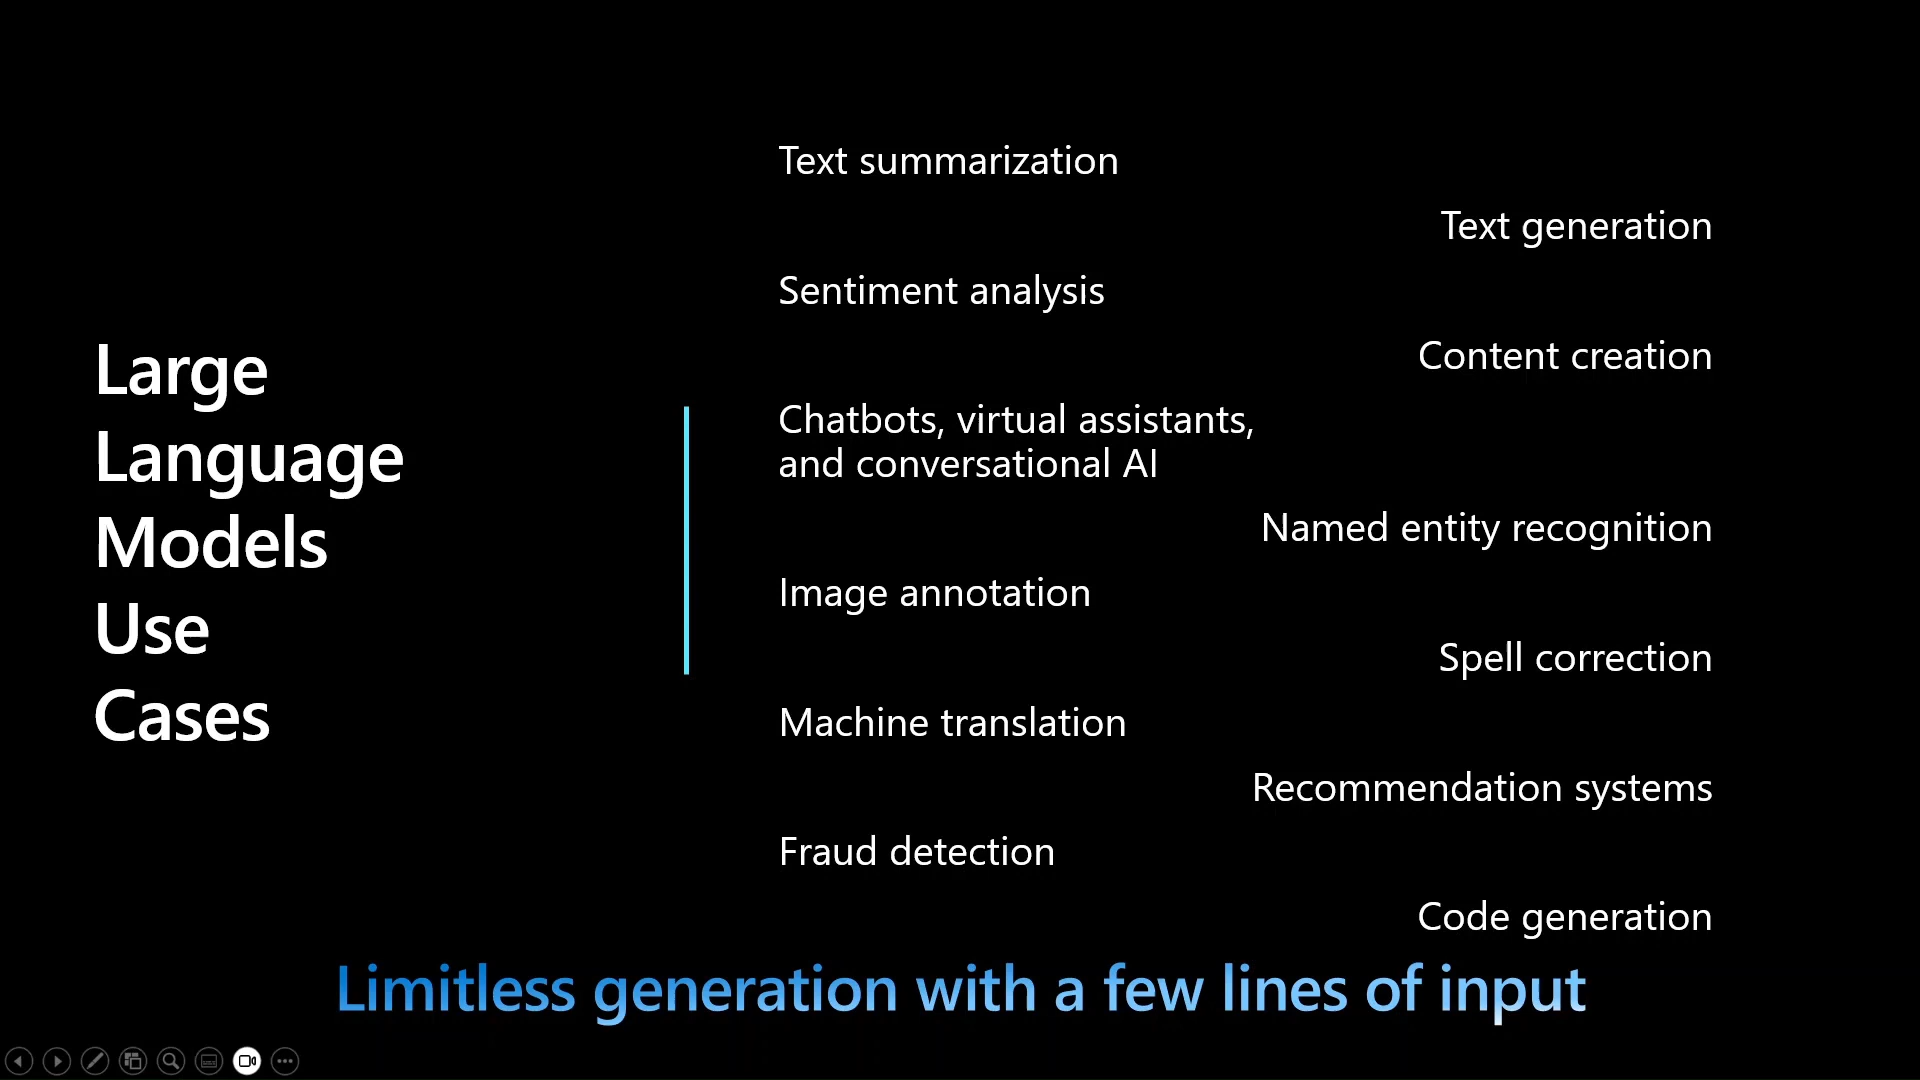 Large
Language
Models
Use
Cases
Text summarization
Text generation
Sentiment analysis
Content creation
Chatbots, virtual assistants,
and conversational AI
Named entity recognition
Image annotation
Spell correction
Machine translation
Recommendation systems
Fraud detection
Code generation
Limitless generation with a few lines of input